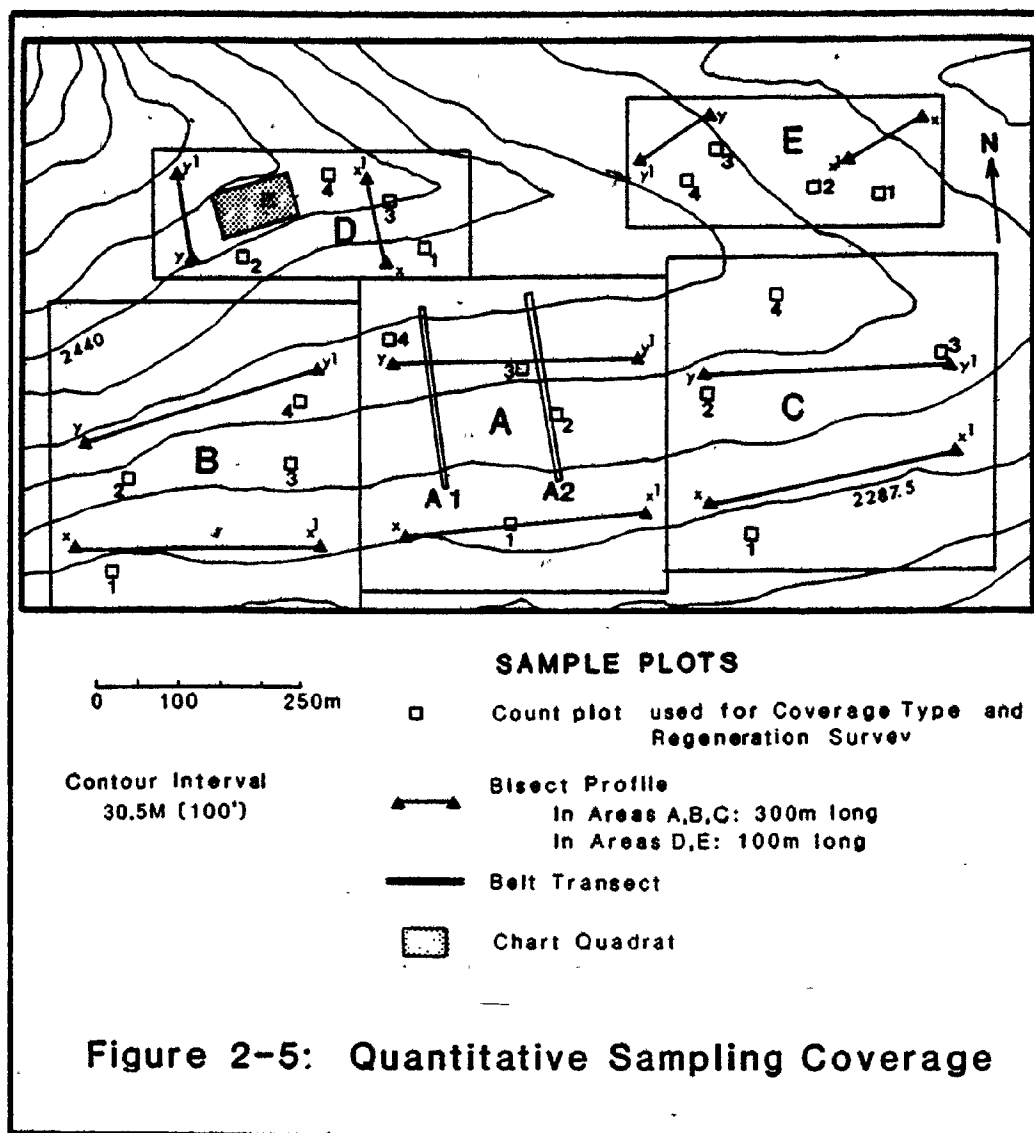 y¹
4
x¹
3
D
y
2
x
1
y
3
E
x
y¹
4
x¹
2
1
N
2440
y¹
y
4
B
3
2
x
x¹
1
4
y
y¹
3
A
2
A1
A2
x
x¹
1
4
3
y
y¹
2
C
x¹
x
2287.5
1
SAMPLE PLOTS
0 100 250m
Count plot used for Coverage Type and
Regeneration Survey
Contour Interval
30.5M (100')
Bisect Profile
In Areas A,B,C: 300m long
In Areas D,E: 100m long
Belt Transect
Chart Quadrat
Figure 2-5: Quantitative Sampling Coverage